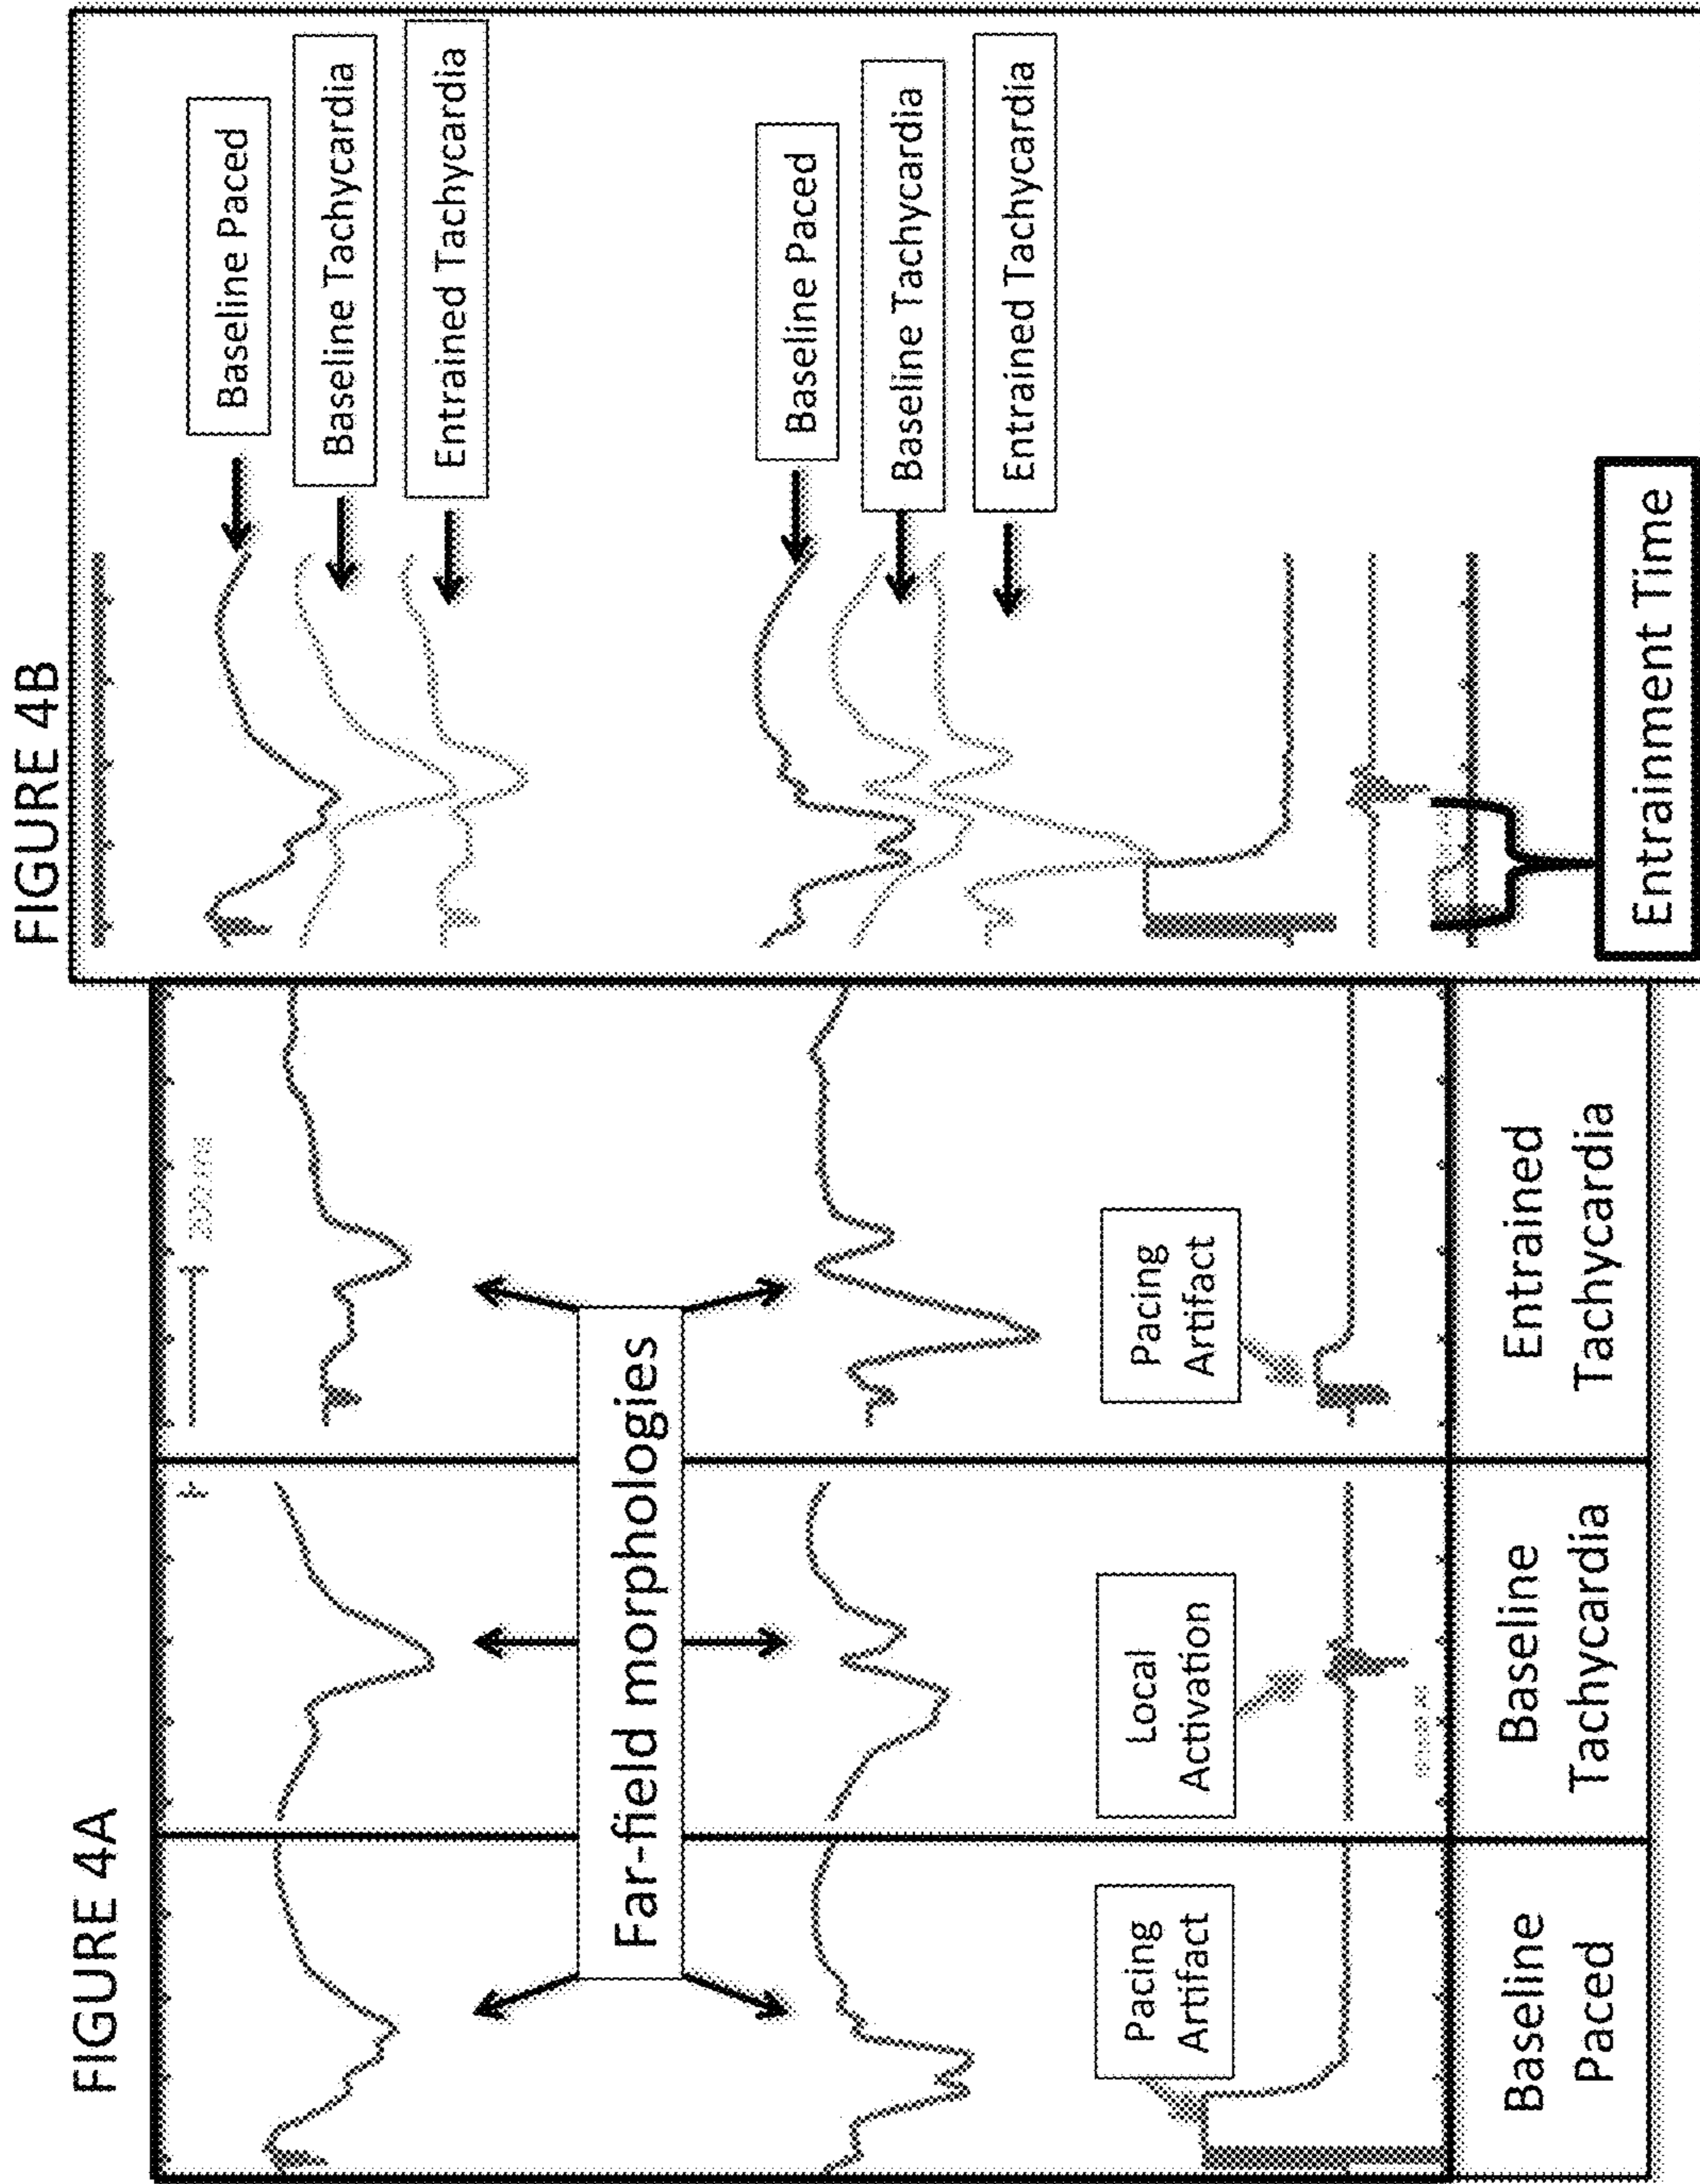 FIGURE 4A
Far-field morphologies
Pacing
Artifact
Local
Activation
Pacing
Artifact
Baseline
Paced
Baseline
Tachycardia
Entrained
Tachycardia
FIGURE 4B
Baseline Paced
Baseline Tachycardia
Entrained Tachycardia
Baseline Paced
Baseline Tachycardia
Entrained Tachycardia
Entrainment Time